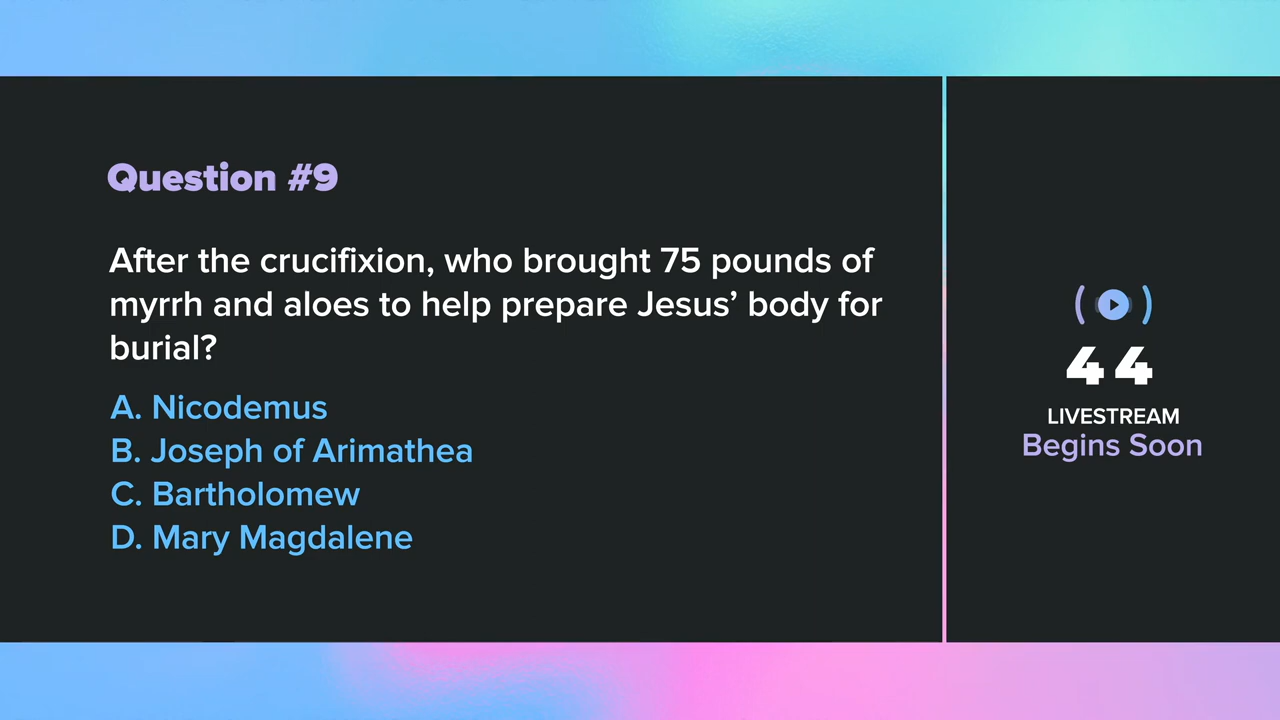 Question #9
After the crucifixion, who brought 75 pounds of
myrrh and aloes to help prepare Jesus’ body for
burial?
A. Nicodemus
B. Joseph of Arimathea
C. Bartholomew
D. Mary Magdalene
44
LIVESTREAM
Begins Soon